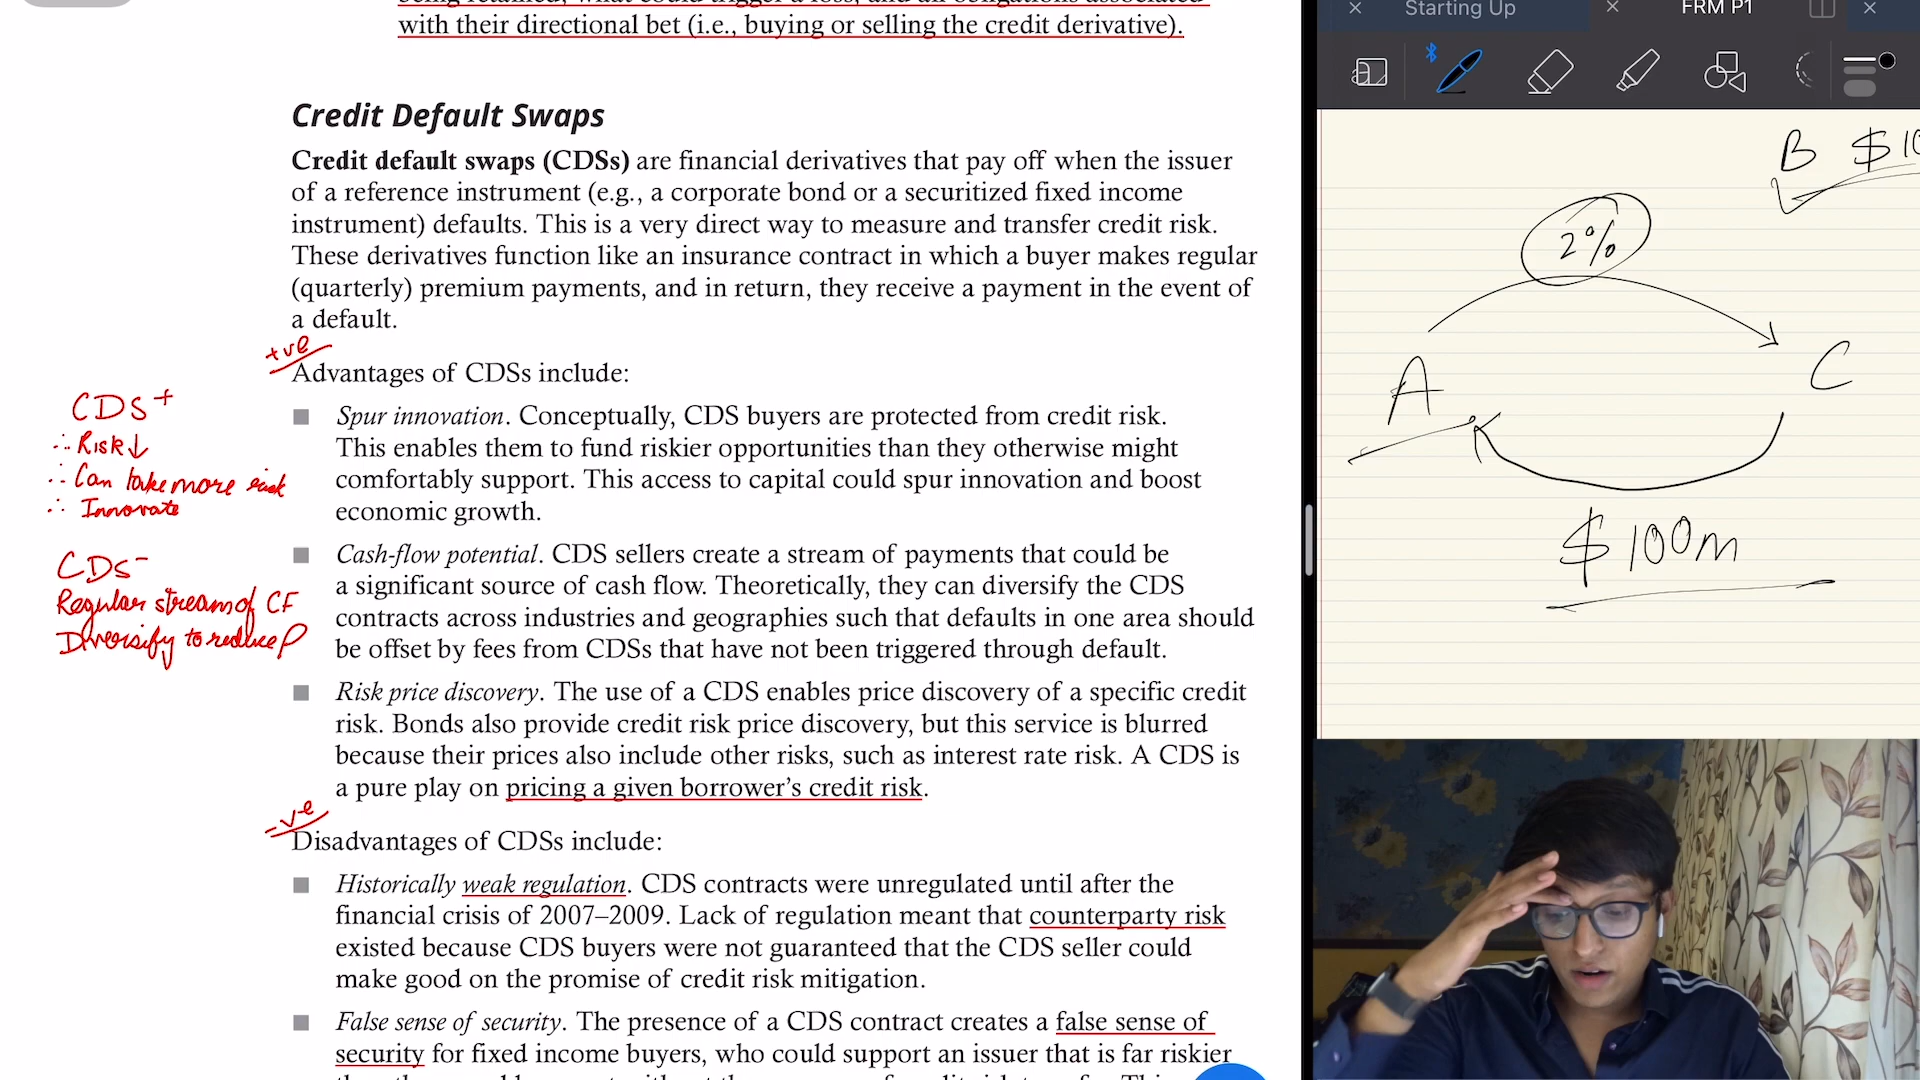 being retained, what could trigger a loss, and all obligations associated
with their directional bet (i.e., buying or selling the credit derivative).
Credit Default Swaps
Credit default swaps (CDSs) are financial derivatives that pay off when the issuer
of a reference instrument (e.g., a corporate bond or a securitized fixed income
instrument) defaults. This is a very direct way to measure and transfer credit risk.
These derivatives function like an insurance contract in which a buyer makes regular
(quarterly) premium payments, and in return, they receive a payment in the event of
a default.
+ve
Advantages of CDSs include:
CDS+
∴ Risk↓
∴ Can take more risk
∴ Innovate
■ Spur innovation. Conceptually, CDS buyers are protected from credit risk.
This enables them to fund riskier opportunities than they otherwise might
comfortably support. This access to capital could spur innovation and boost
economic growth.
CDS-
Regular stream of CF
Diversify to reduce ρ
■ Cash-flow potential. CDS sellers create a stream of payments that could be
a significant source of cash flow. Theoretically, they can diversify the CDS
contracts across industries and geographies such that defaults in one area should
be offset by fees from CDSs that have not been triggered through default.
■ Risk price discovery. The use of a CDS enables price discovery of a specific credit
risk. Bonds also provide credit risk price discovery, but this service is blurred
because their prices also include other risks, such as interest rate risk. A CDS is
a pure play on pricing a given borrower's credit risk.
-ve
Disadvantages of CDSs include:
■ Historically weak regulation. CDS contracts were unregulated until after the
financial crisis of 2007–2009. Lack of regulation meant that counterparty risk
existed because CDS buyers were not guaranteed that the CDS seller could
make good on the promise of credit risk mitigation.
■ False sense of security. The presence of a CDS contract creates a false sense of
security for fixed income buyers, who could support an issuer that is far riskier
Starting Up
FRM P1
B $10
2%
A
C
$100m